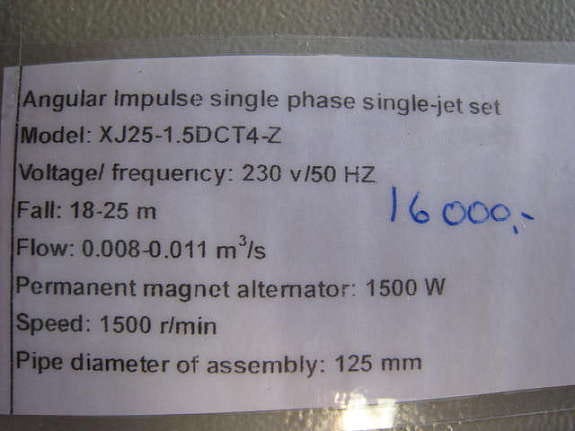 Angular Impulse single phase single-jet set
Model: XJ25-1.5DCT4-Z
Voltage/ frequency: 230 v/50 HZ
Fall: 18-25 m
16 000,-
Flow: 0.008-0.011 m³/s
Permanent magnet alternator: 1500 W
Speed: 1500 r/min
Pipe diameter of assembly: 125 mm